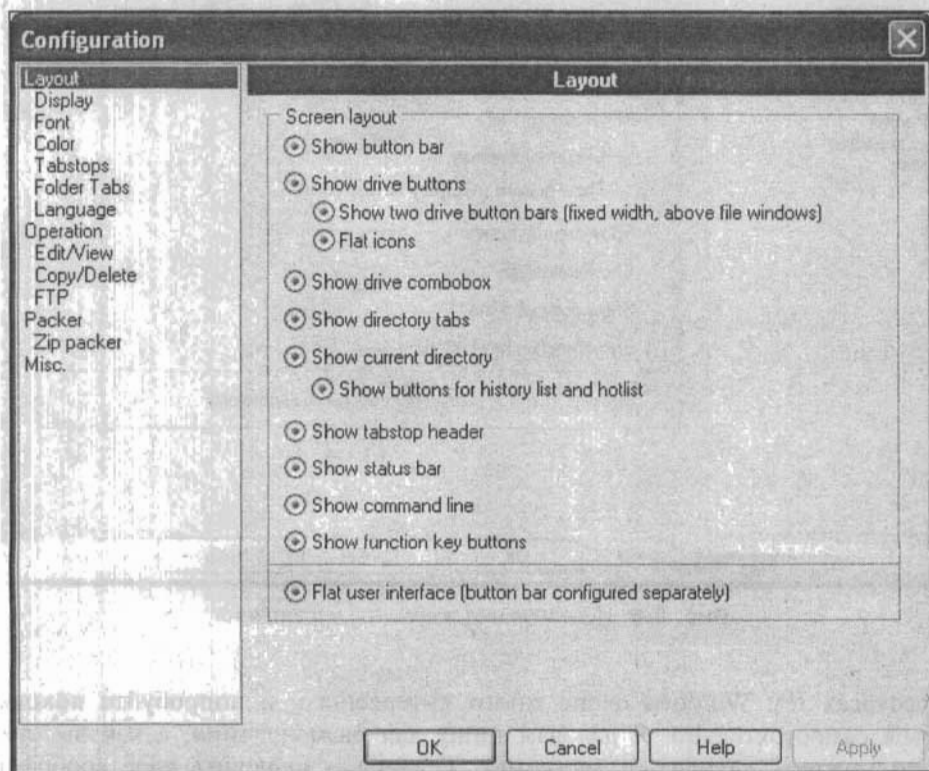 Configuration
Layout
Display
Font
Color
Tabstops
Folder Tabs
Language
Operation
Edit/View
Copy/Delete
FTP
Packer
Zip packer
Misc.
Layout
Screen layout
Show button bar
Show drive buttons
Show two drive button bars (fixed width, above file windows)
Flat icons
Show drive combobox
Show directory tabs
Show current directory
Show buttons for history list and hotlist
Show tabstop header
Show status bar
Show command line
Show function key buttons
Flat user interface (button bar configured separately)
OK
Cancel
Help
Apply